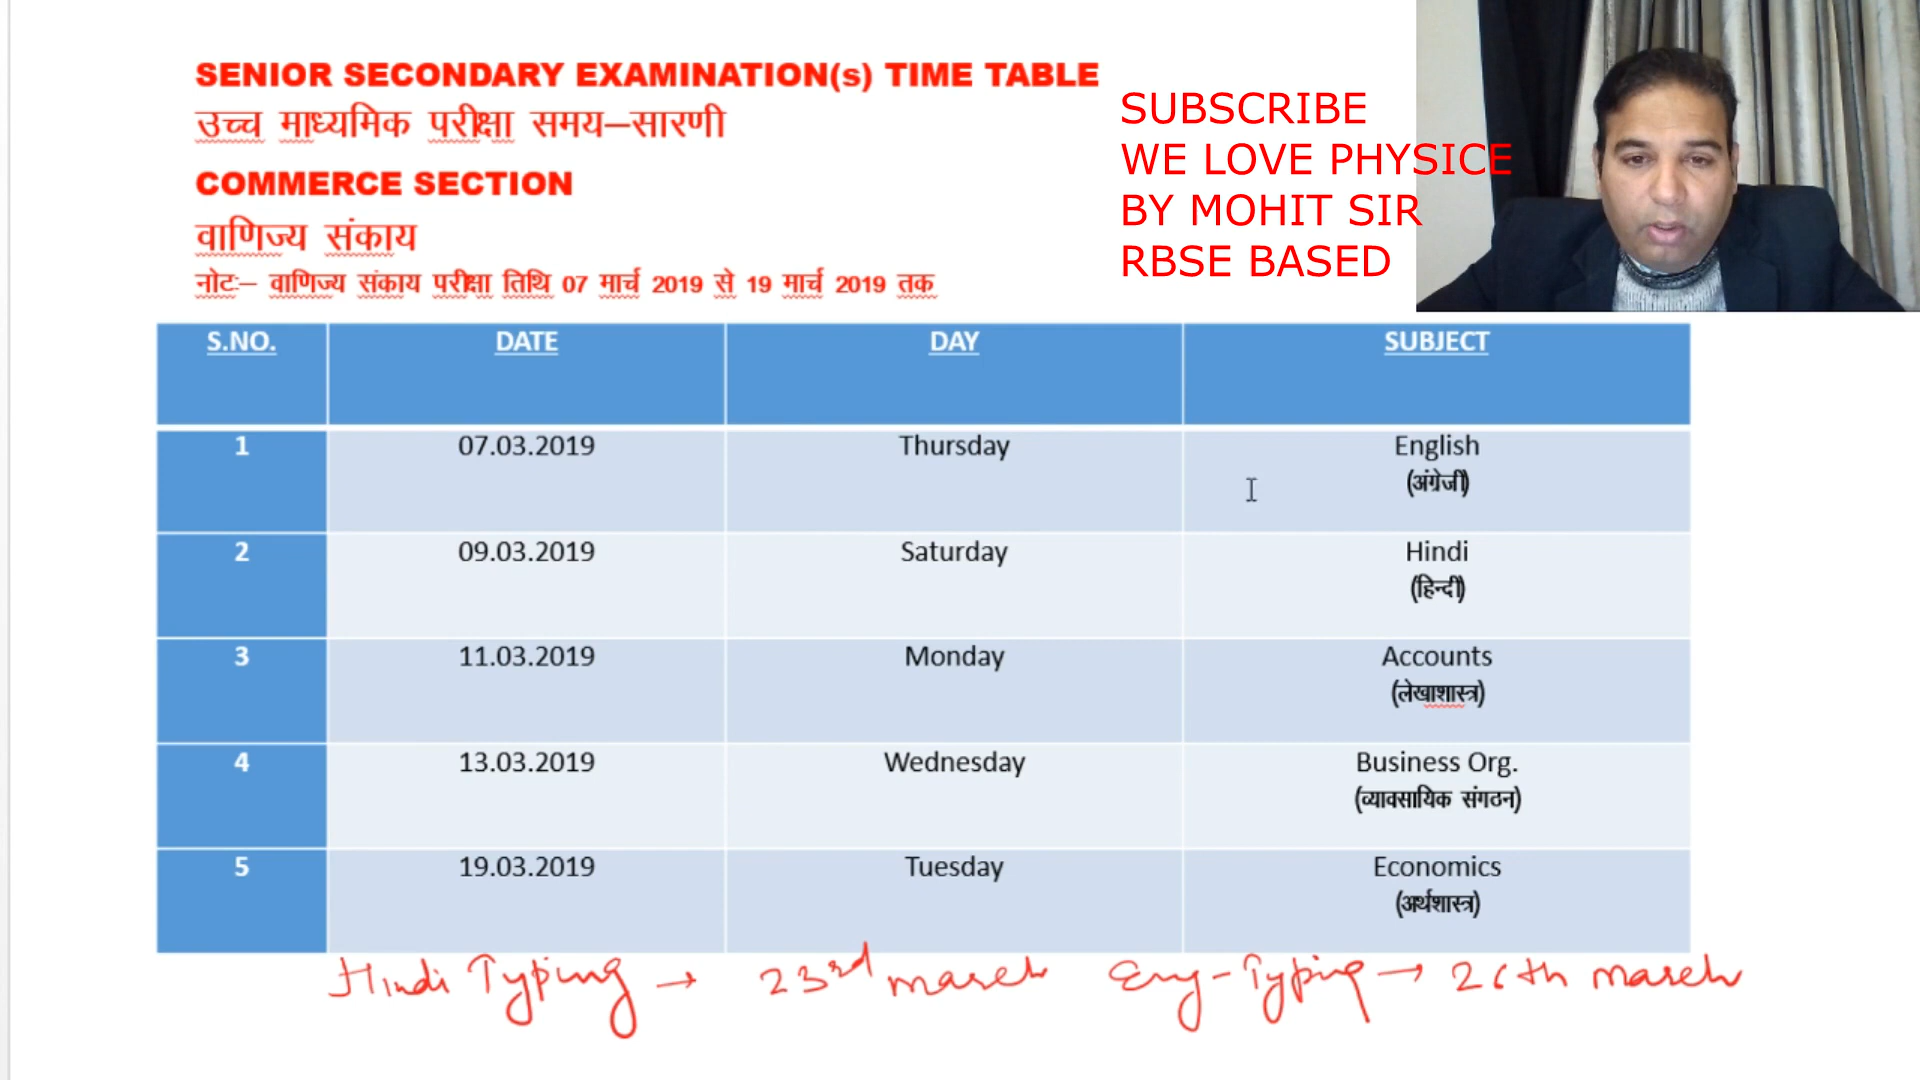 SENIOR SECONDARY EXAMINATION(s) TIME TABLE
उच्च माध्यमिक परीक्षा समय–सारणी
COMMERCE SECTION
वाणिज्य संकाय
नोटः– वाणिज्य संकाय परीक्षा तिथि 07 मार्च 2019 से 19 मार्च 2019 तक
SUBSCRIBE
WE LOVE PHYSICE
BY MOHIT SIR
RBSE BASED
S.NO. DATE DAY SUBJECT
1 07.03.2019 Thursday English
(अंग्रेजी)
2 09.03.2019 Saturday Hindi
(हिन्दी)
3 11.03.2019 Monday Accounts
(लेखाशास्त्र)
4 13.03.2019 Wednesday Business Org.
(व्यावसायिक संगठन)
5 19.03.2019 Tuesday Economics
(अर्थशास्त्र)
Hindi Typing → 23rd march Eng-Typing → 26th march